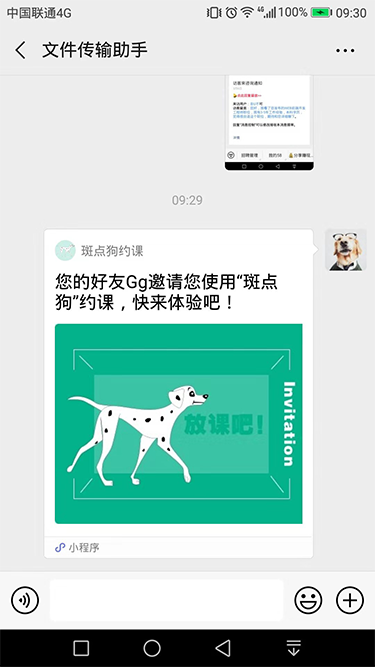 中国联通4G
4G
100%
09:30
文件传输助手
09:29
斑点狗约课
您的好友Gg邀请您使用“斑点
狗”约课，快来体验吧！
放课吧!
Invitation
小程序